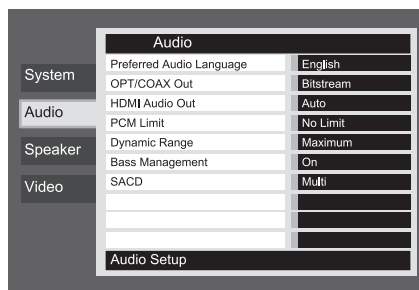 Audio
System
Audio
Speaker
Video
Preferred Audio Language English
OPT/COAX Out Bitstream
HDMI Audio Out Auto
PCM Limit No Limit
Dynamic Range Maximum
Bass Management On
SACD Multi
Audio Setup